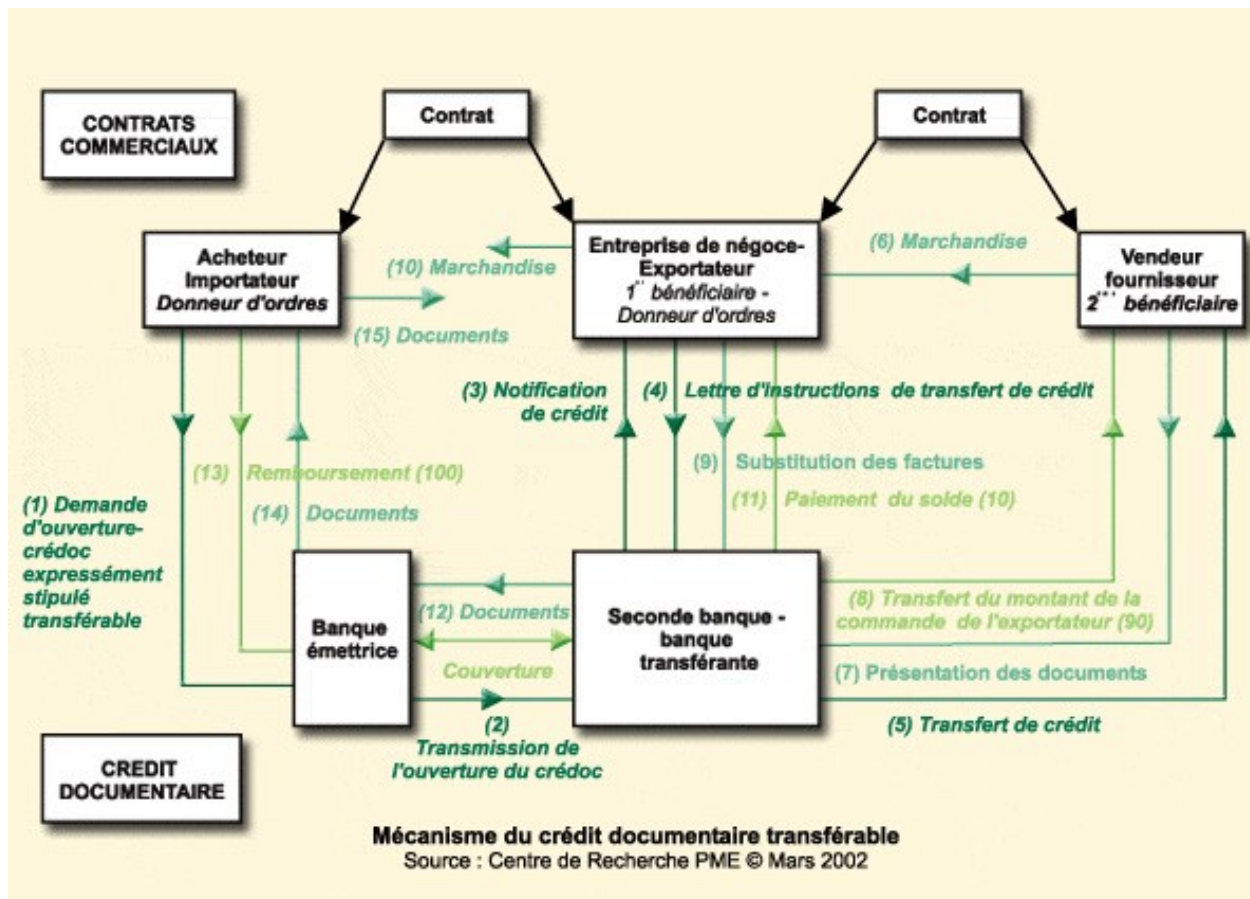 CONTRATS
COMMERCIAUX
Contrat
Contrat
Acheteur
Importateur
Donneur d'ordres
(10) Marchandise
(15) Documents
Entreprise de négoce-
Exportateur
1 bénéficiaire -
Donneur d'ordres
(6) Marchandise
Vendeur
fournisseur
2 bénéficiaire
(3) Notification
de crédit
(4) Lettre d'instructions de transfert de crédit
(9) Substitution des factures
(11) Paiement du solde (10)
(13) Remboursement (100)
(14) Documents
(1) Demande
d'ouverture-
crédoc
expressément
stipulé
transférable
Banque
émettrice
(12) Documents
Couverture
(2)
Transmission de
l'ouverture du crédoc
Seconde banque -
banque
transférante
(8) Transfert du montant de la
commande de l'exportateur (90)
(7) Présentation des documents
(5) Transfert de crédit
CREDIT
DOCUMENTAIRE
Mécanisme du crédit documentaire transférable
Source : Centre de Recherche PME © Mars 2002